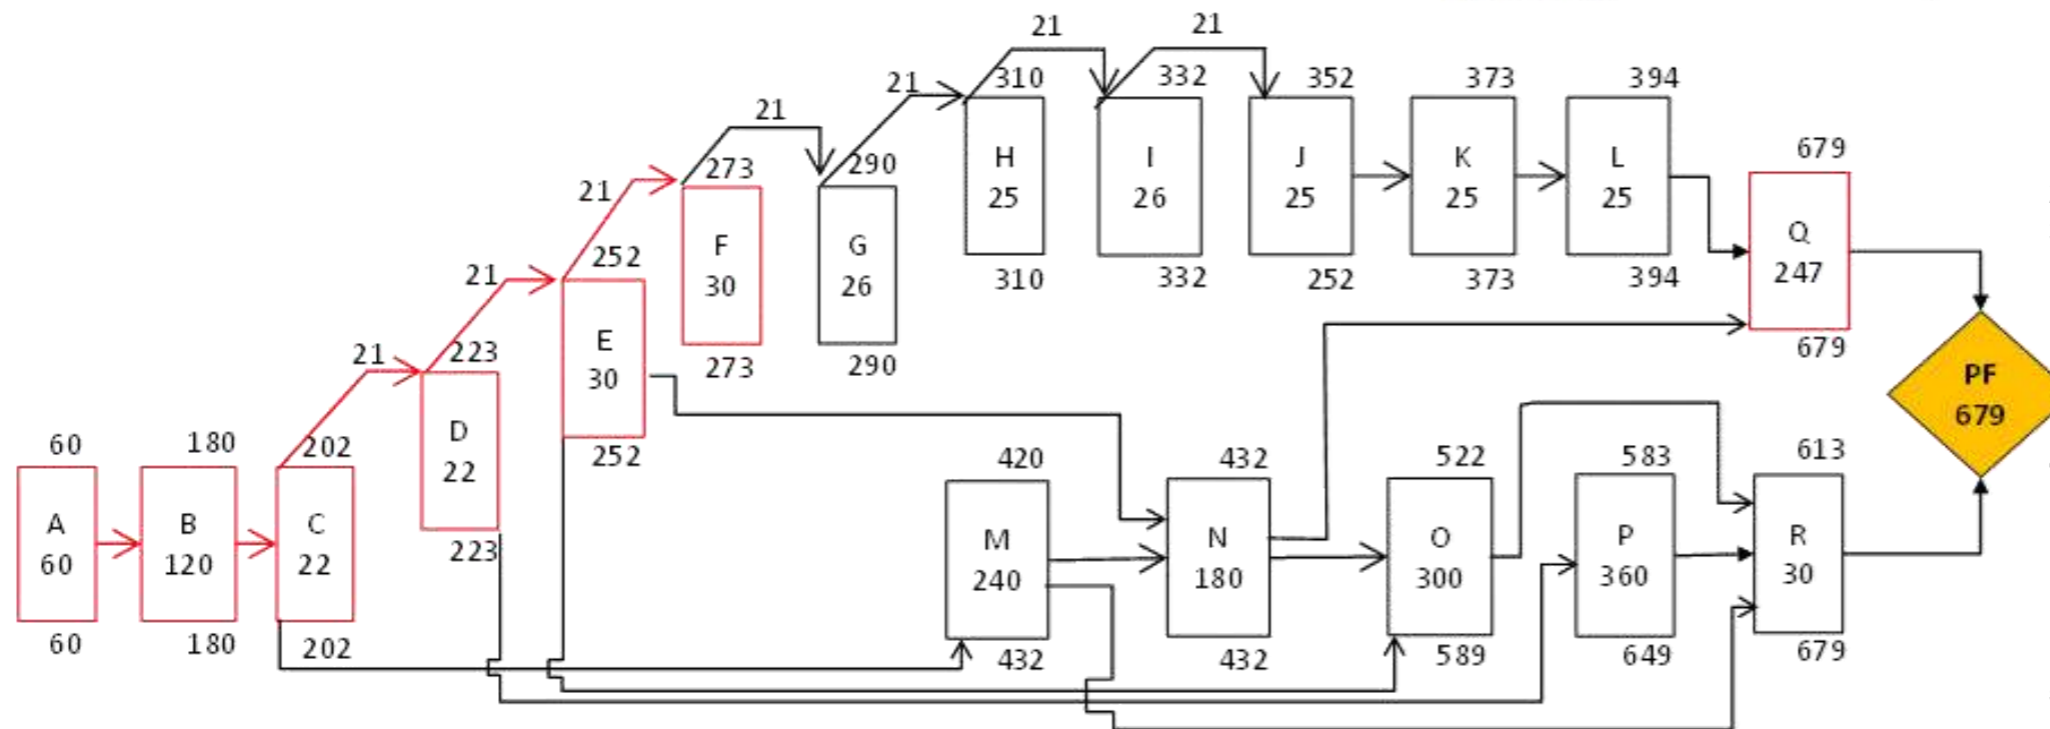 21 21
310 332 352 373 394
21
21
H 25
I 26
J 25
K 25
L 25
679
273 290
21
F 30
G 26
Q 247
252
310 332 252 373 394
21
E 30
273 290
679
21 223
PF 679
D 22
60 180 202
252
420 432 522 583 613
A 60
B 120
C 22
223
M 240
N 180
O 300
P 360
R 30
60 180 202
432 432 589 649 679